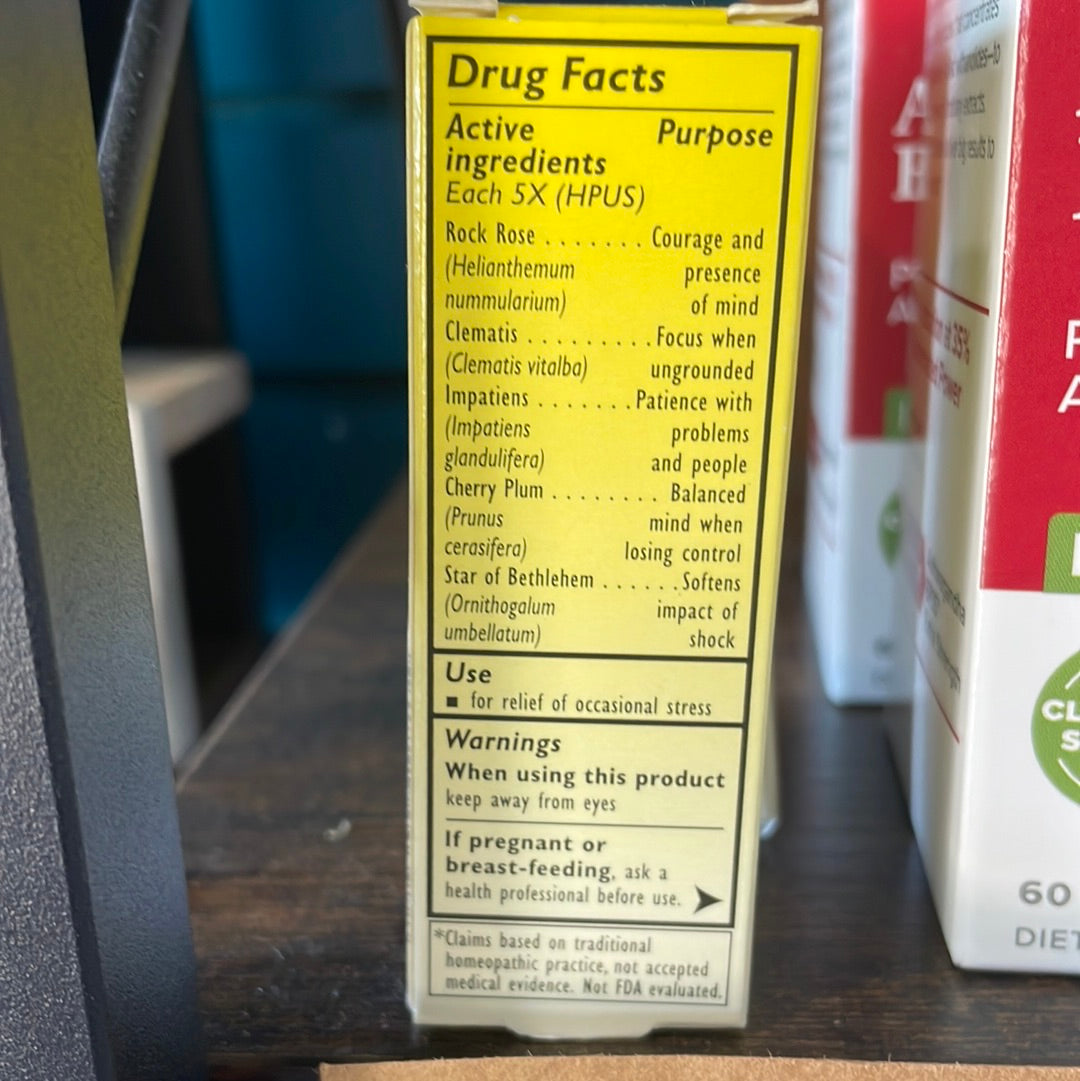 Drug Facts
Active Purpose
ingredients
Each 5X (HPUS)
Rock Rose . . . . . . . Courage and
(Helianthemum presence
nummularium) of mind
Clematis . . . . . . . . . Focus when
(Clematis vitalba) ungrounded
Impatiens . . . . . . . Patience with
(Impatiens problems
glandulifera) and people
Cherry Plum . . . . . . . . Balanced
(Prunus mind when
cerasifera) losing control
Star of Bethlehem . . . . . . Softens
(Ornithogalum impact of
umbellatum) shock
Use
■ for relief of occasional stress
Warnings
When using this product
keep away from eyes
If pregnant or
breast-feeding, ask a
health professional before use.
*Claims based on traditional
homeopathic practice, not accepted
medical evidence. Not FDA evaluated.
60